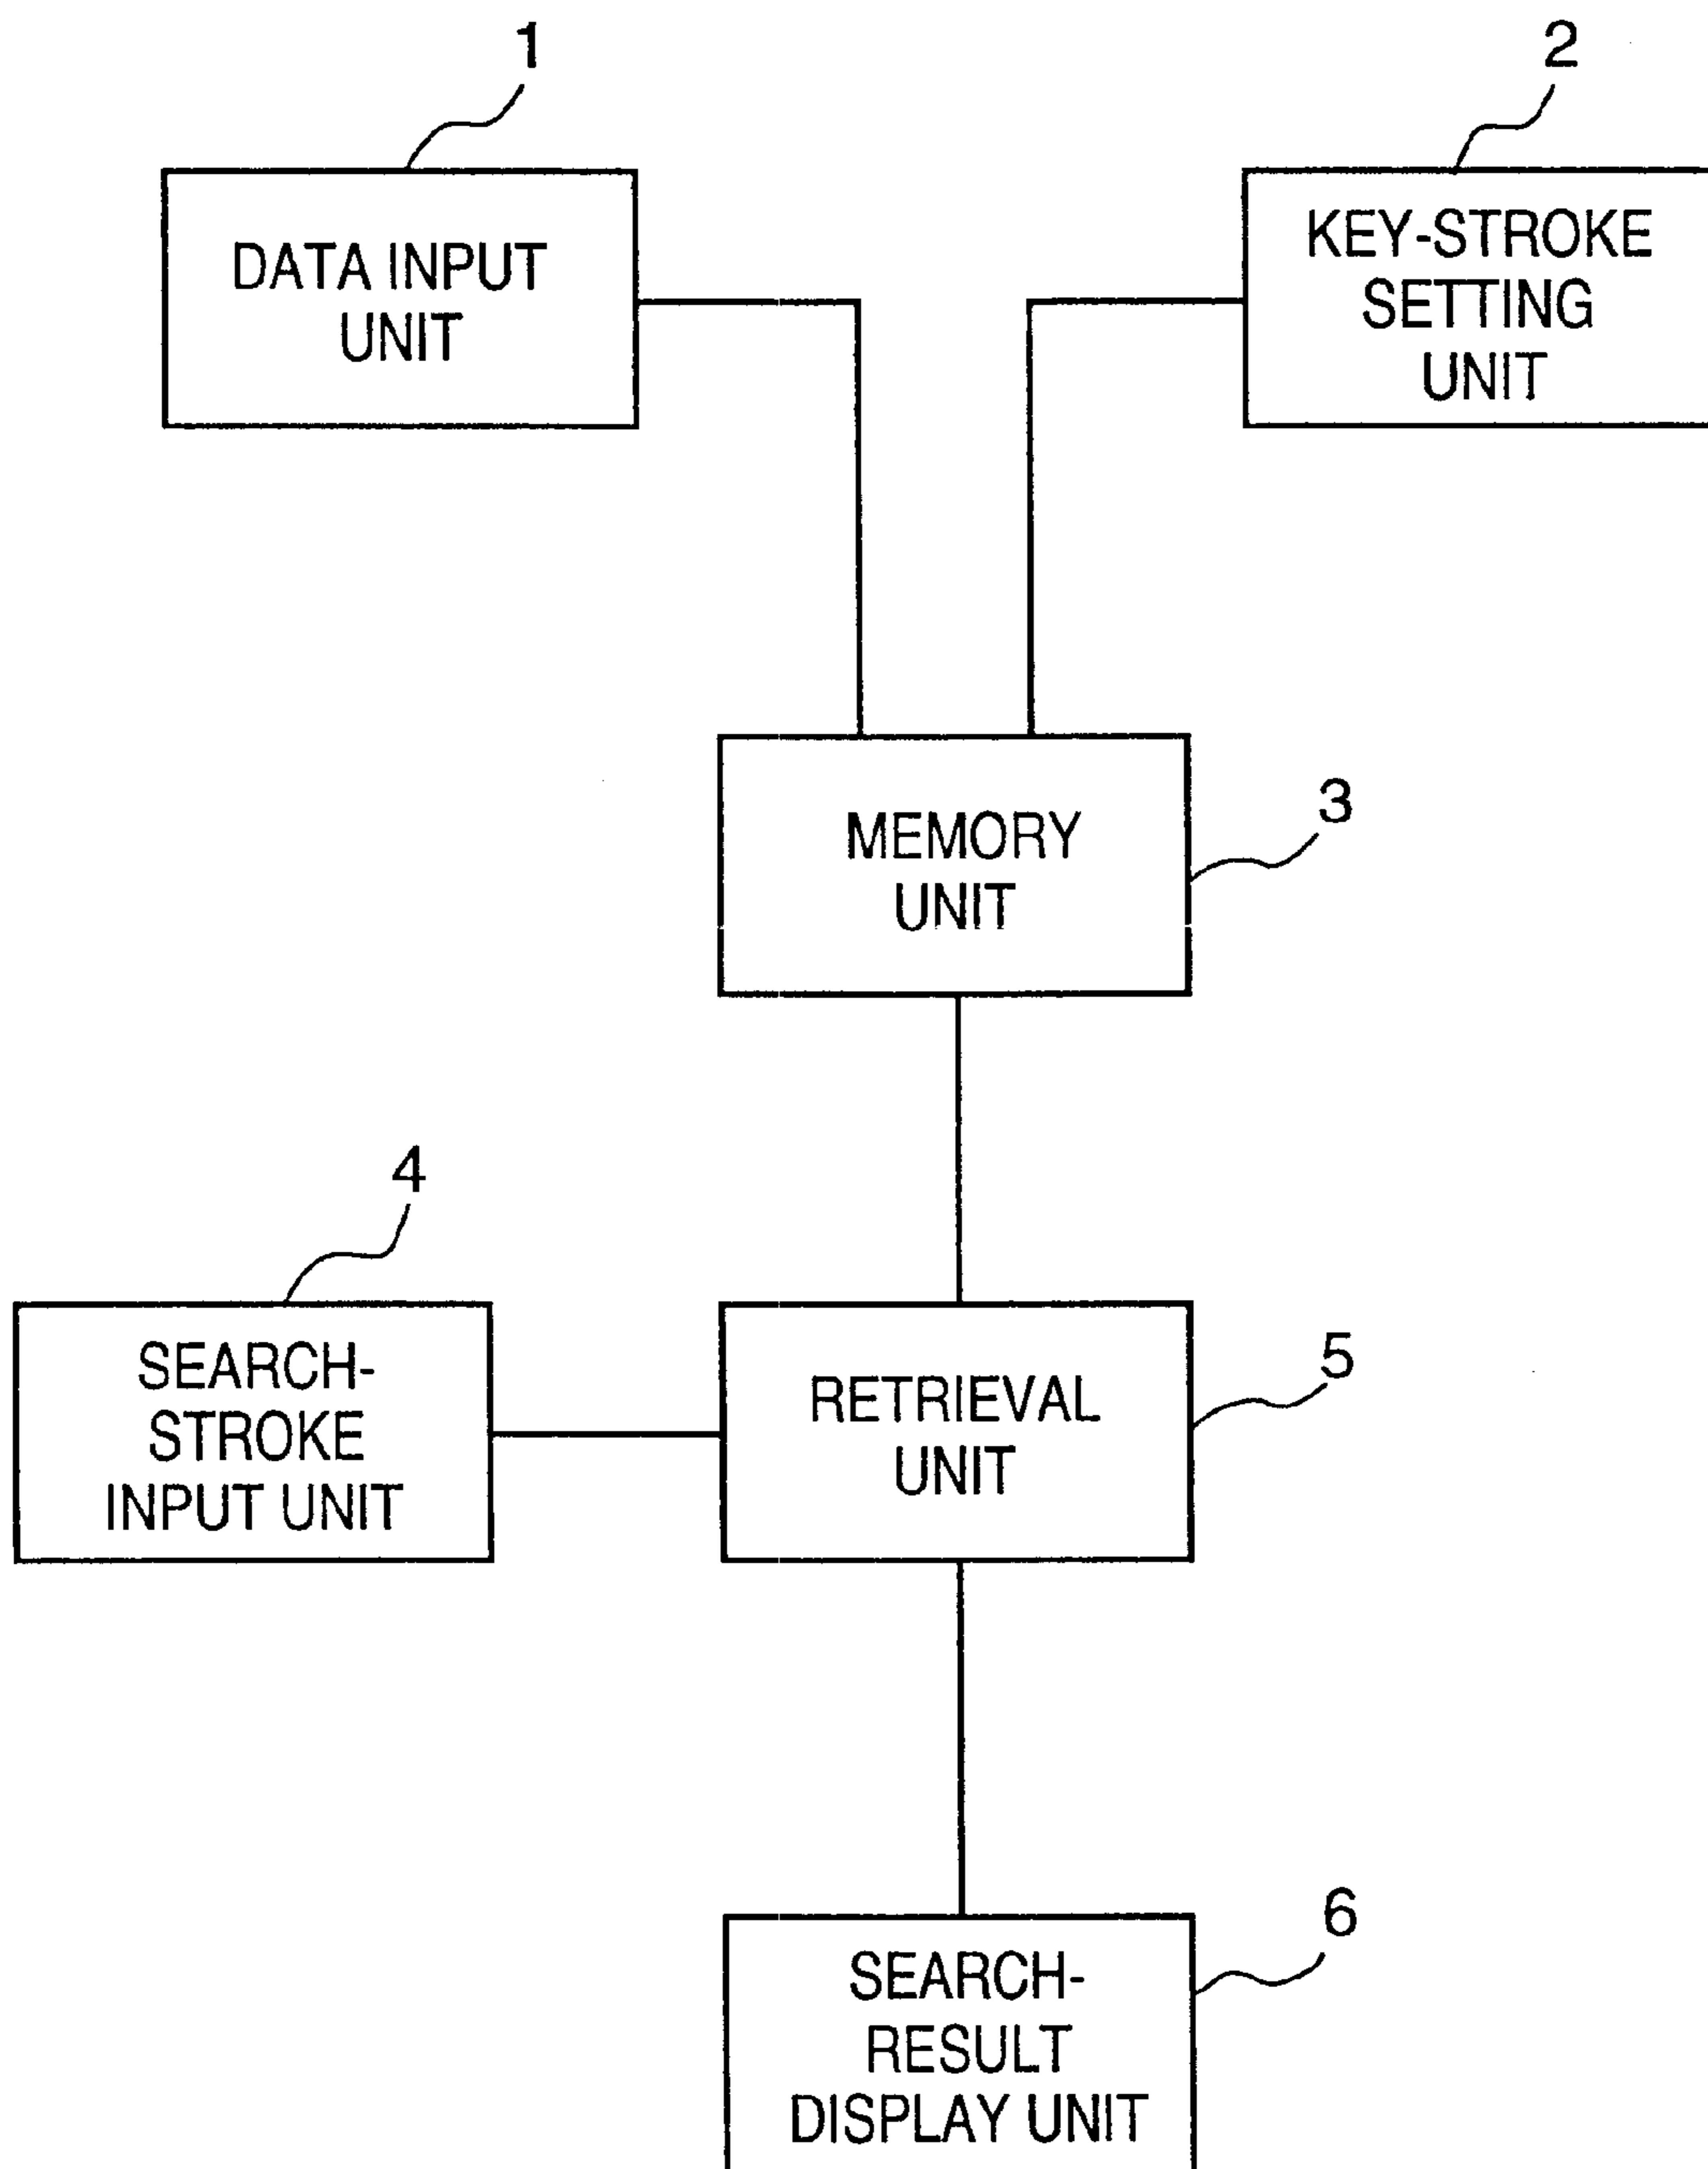 1
2
DATA INPUT
UNIT
KEY-STROKE
SETTING
UNIT
MEMORY
UNIT
3
4
SEARCH-
STROKE
INPUT UNIT
RETRIEVAL
UNIT
5
SEARCH-
RESULT
DISPLAY UNIT
6